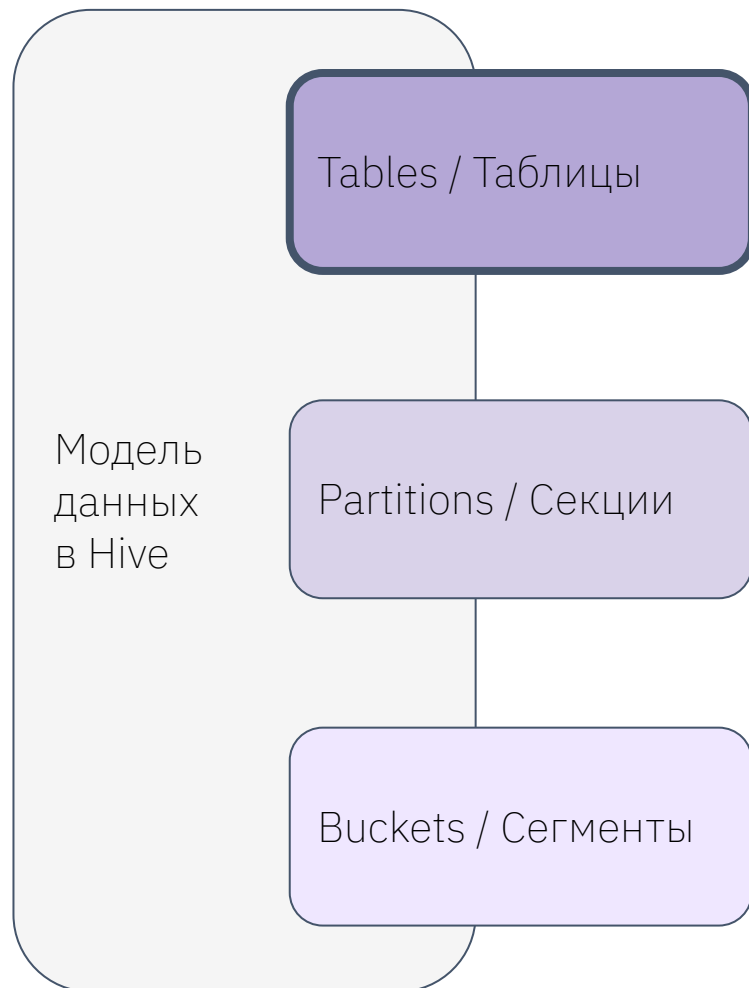 Tables / Таблицы
Модель
данных
в Hive
Partitions / Секции
Buckets / Сегменты